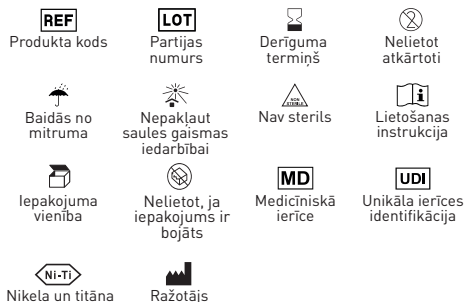 REF LOT
Produkta kods Partijas numurs Derīguma termiņš Nelietot atkārtoti
NON STERILE
Baidās no mitruma Nepakļaut saules gaismas iedarbībai Nav sterils Lietošanas instrukcija
MD UDI
Iepakojuma vienība Nelietot, ja iepakojums ir bojāts Medicīniskā ierīce Unikāla ierīces identifikācija
Ni-Ti
Nikela un titāna Ražotājs